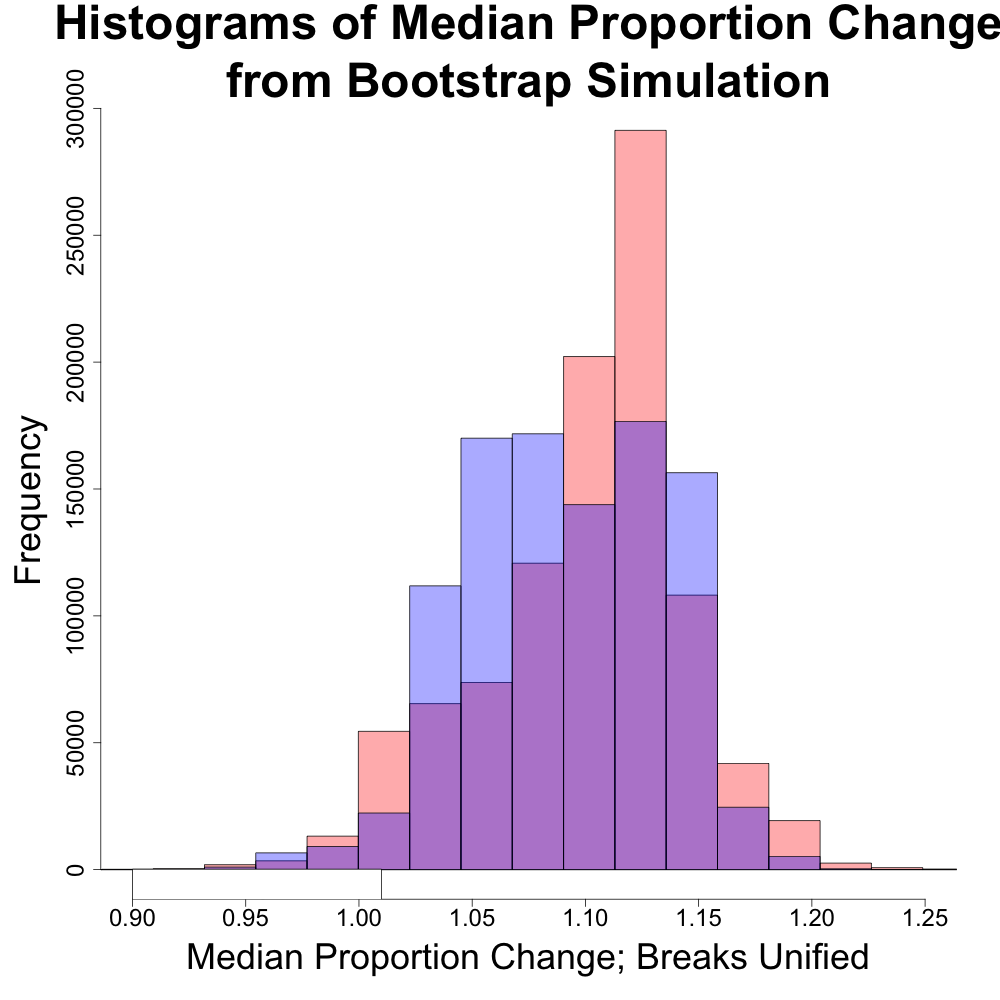 Histograms of Median Proportion Change
from Bootstrap Simulation
300000
250000
200000
150000
100000
50000
0
Frequency
0.90 0.95 1.00 1.05 1.10 1.15 1.20 1.25
Median Proportion Change; Breaks Unified